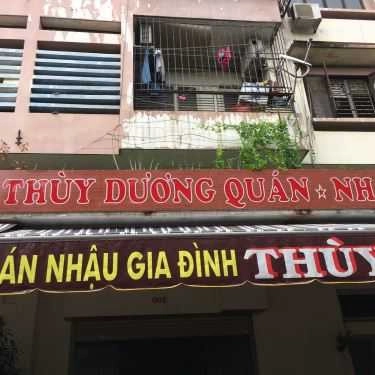 THÙY DƯƠNG QUÁN ★ NH
ÁN NHẬU GIA ĐÌNH THÙY